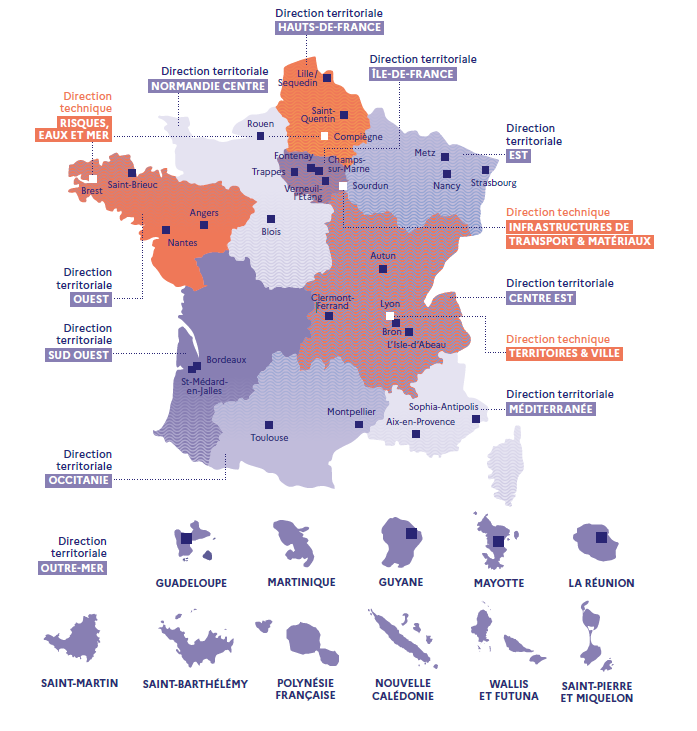 Direction territoriale
HAUTS-DE-FRANCE
Direction territoriale
ÎLE-DE-FRANCE
Direction territoriale
NORMANDIE CENTRE
Direction
technique
RISQUES,
EAUX ET MER
Lille/
Sequedin
Saint-
Quentin
Rouen
Compiègne
Direction
territoriale
EST
Metz
Nancy
Strasbourg
Fontenay
Trappes
Champs-
sur-Marne
Verneuil-
l'Étang
Sourdun
Brest
Saint-Brieuc
Angers
Nantes
Blois
Direction technique
INFRASTRUCTURES DE
TRANSPORT & MATÉRIAUX
Autun
Direction
territoriale
OUEST
Direction territoriale
CENTRE EST
Clermont-
Ferrand
Lyon
Bron
L'Isle-d'Abeau
Direction
territoriale
SUD OUEST
Direction technique
TERRITOIRES & VILLE
Bordeaux
St-Médard-
en-Jalles
Direction territoriale
MÉDITERRANÉE
Sophia-Antipolis
Montpellier
Aix-en-Provence
Toulouse
Direction
territoriale
OCCITANIE
Direction
territoriale
OUTRE-MER
GUADELOUPE
MARTINIQUE
GUYANE
MAYOTTE
LA RÉUNION
SAINT-MARTIN
SAINT-BARTHÉLÉMY
POLYNÉSIE
FRANÇAISE
NOUVELLE
CALÉDONIE
WALLIS
ET FUTUNA
SAINT-PIERRE
ET MIQUELON